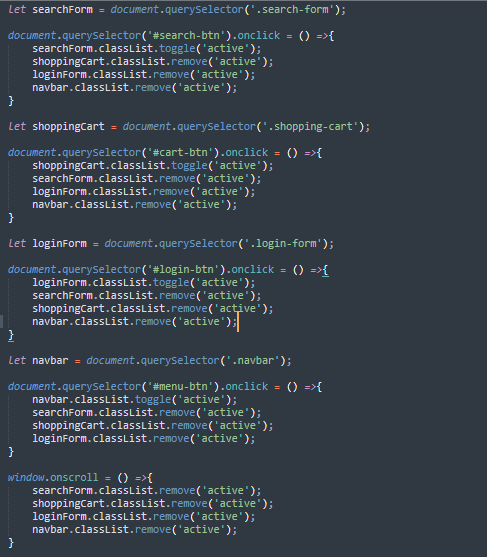 let searchForm = document.querySelector('.search-form');
document.querySelector('#search-btn').onclick = () =>{
searchForm.classList.toggle('active');
shoppingCart.classList.remove('active');
loginForm.classList.remove('active');
navbar.classList.remove('active');
}
let shoppingCart = document.querySelector('.shopping-cart');
document.querySelector('#cart-btn').onclick = () =>{
shoppingCart.classList.toggle('active');
searchForm.classList.remove('active');
loginForm.classList.remove('active');
navbar.classList.remove('active');
}
let loginForm = document.querySelector('.login-form');
document.querySelector('#login-btn').onclick = () =>{
loginForm.classList.toggle('active');
searchForm.classList.remove('active');
shoppingCart.classList.remove('active');
navbar.classList.remove('active');
}
let navbar = document.querySelector('.navbar');
document.querySelector('#menu-btn').onclick = () =>{
navbar.classList.toggle('active');
searchForm.classList.remove('active');
shoppingCart.classList.remove('active');
loginForm.classList.remove('active');
}
window.onscroll = () =>{
searchForm.classList.remove('active');
shoppingCart.classList.remove('active');
loginForm.classList.remove('active');
navbar.classList.remove('active');
}